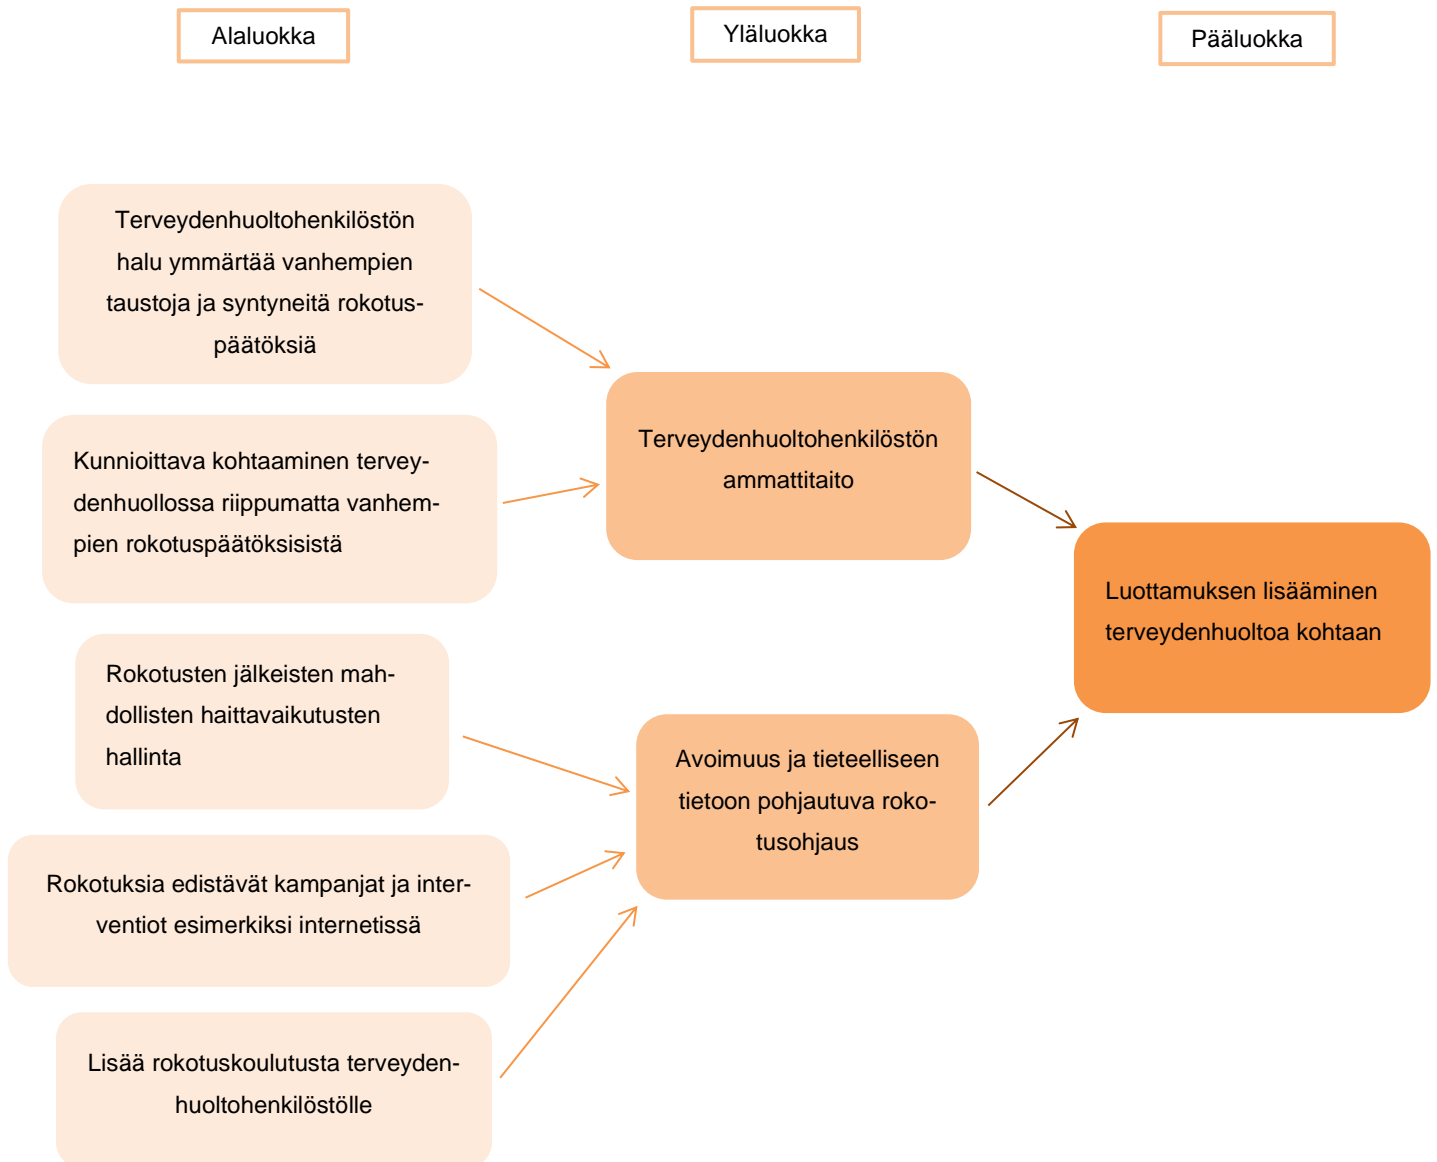 Alaluokka
Yläluokka
Pääluokka
Terveydenhuoltohenkilöstön
halu ymmärtää vanhempien
taustoja ja syntyneitä rokotus-
päätöksiä
Kunnioittava kohtaaminen tervey-
denhuollossa riippumatta vanhem-
pien rokotuspäätöksisistä
Rokotusten jälkeisten mah-
dollisten haittavaikutusten
hallinta
Rokotuksia edistävät kampanjat ja inter-
ventiot esimerkiksi internetissä
Lisää rokotuskoulutusta terveyden-
huoltohenkilöstölle
Terveydenhuoltohenkilöstön
ammattitaito
Avoimuus ja tieteelliseen
tietoon pohjautuva roko-
tusohjaus
Luottamuksen lisääminen
terveydenhuoltoa kohtaan